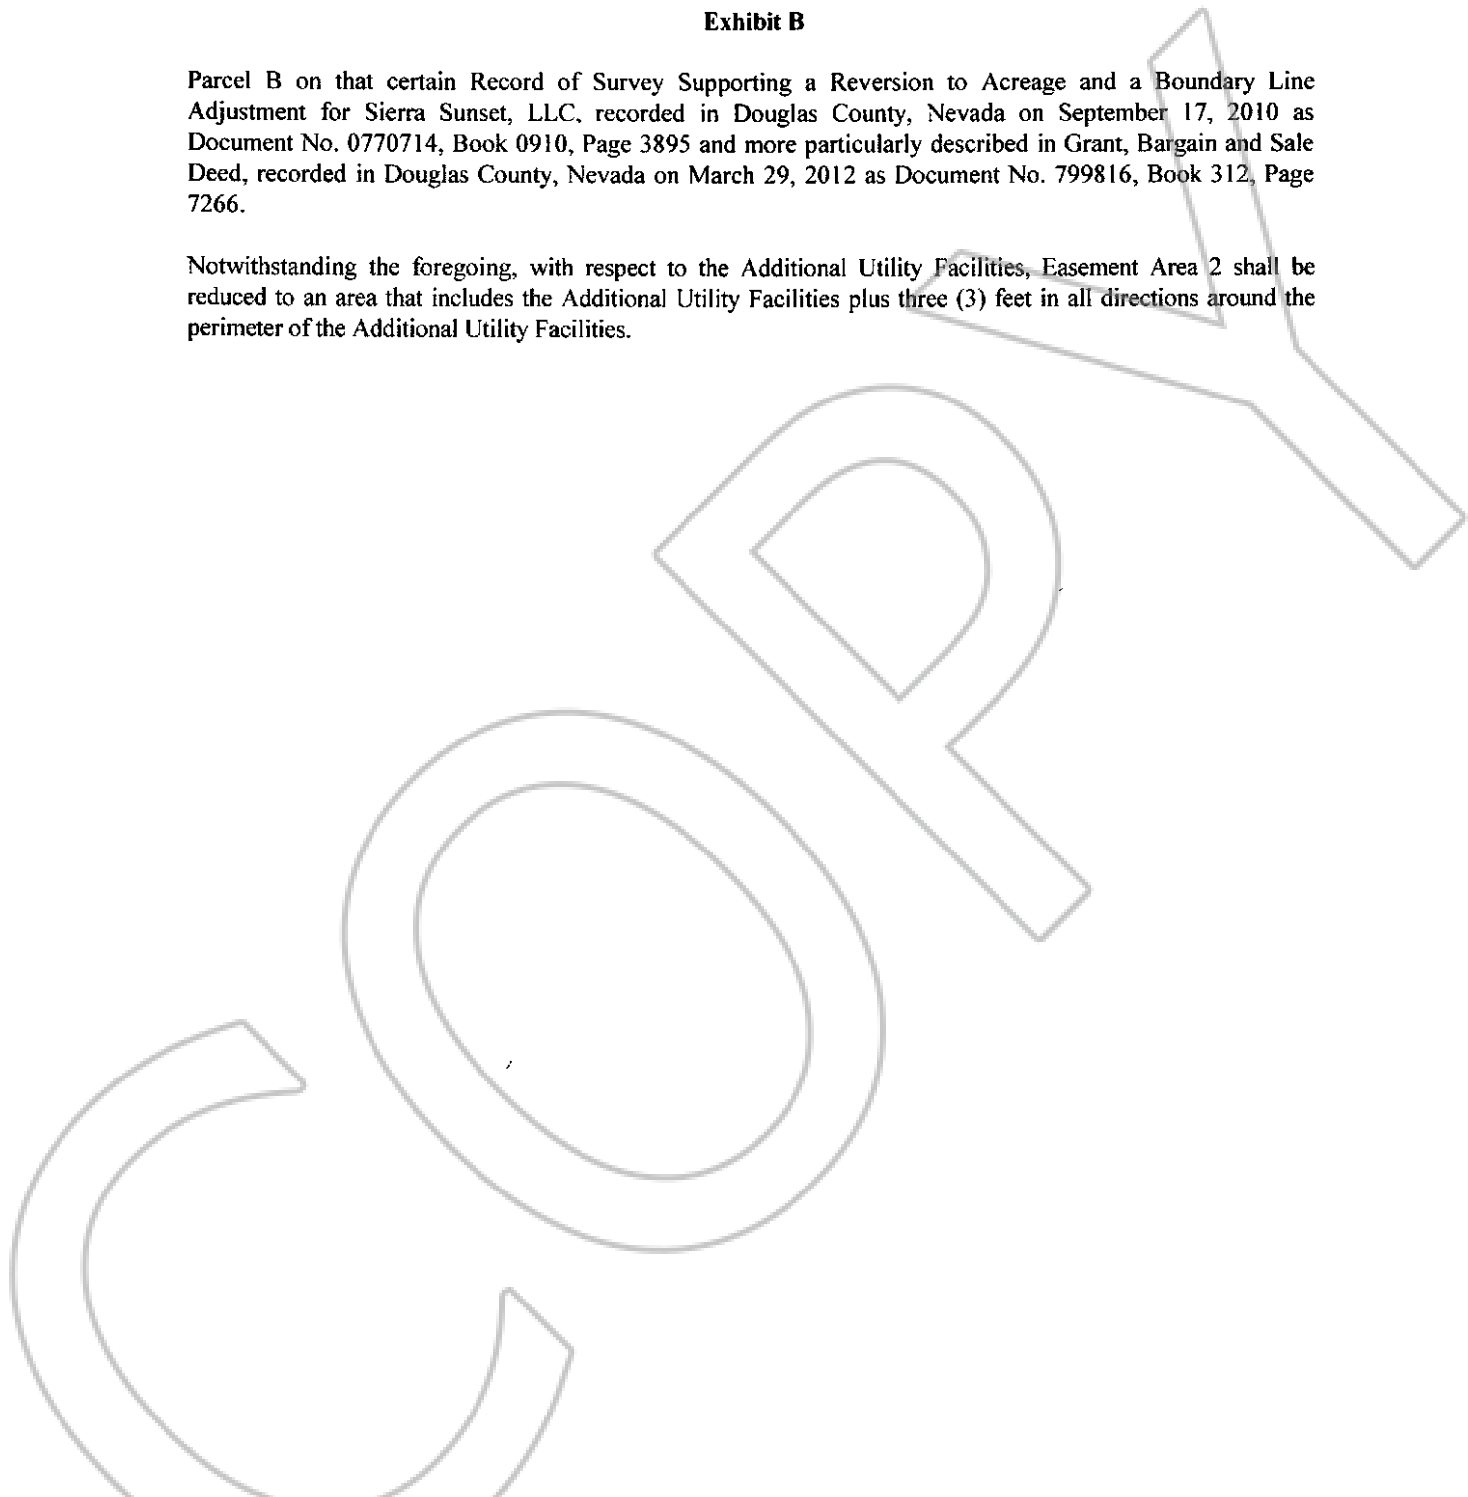 Exhibit B
Parcel B on that certain Record of Survey Supporting a Reversion to Acreage and a Boundary Line
Adjustment for Sierra Sunset, LLC, recorded in Douglas County, Nevada on September 17, 2010 as
Document No. 0770714, Book 0910, Page 3895 and more particularly described in Grant, Bargain and Sale
Deed, recorded in Douglas County, Nevada on March 29, 2012 as Document No. 799816, Book 312, Page
7266.
Notwithstanding the foregoing, with respect to the Additional Utility Facilities, Easement Area 2 shall be
reduced to an area that includes the Additional Utility Facilities plus three (3) feet in all directions around the
perimeter of the Additional Utility Facilities.
COPY